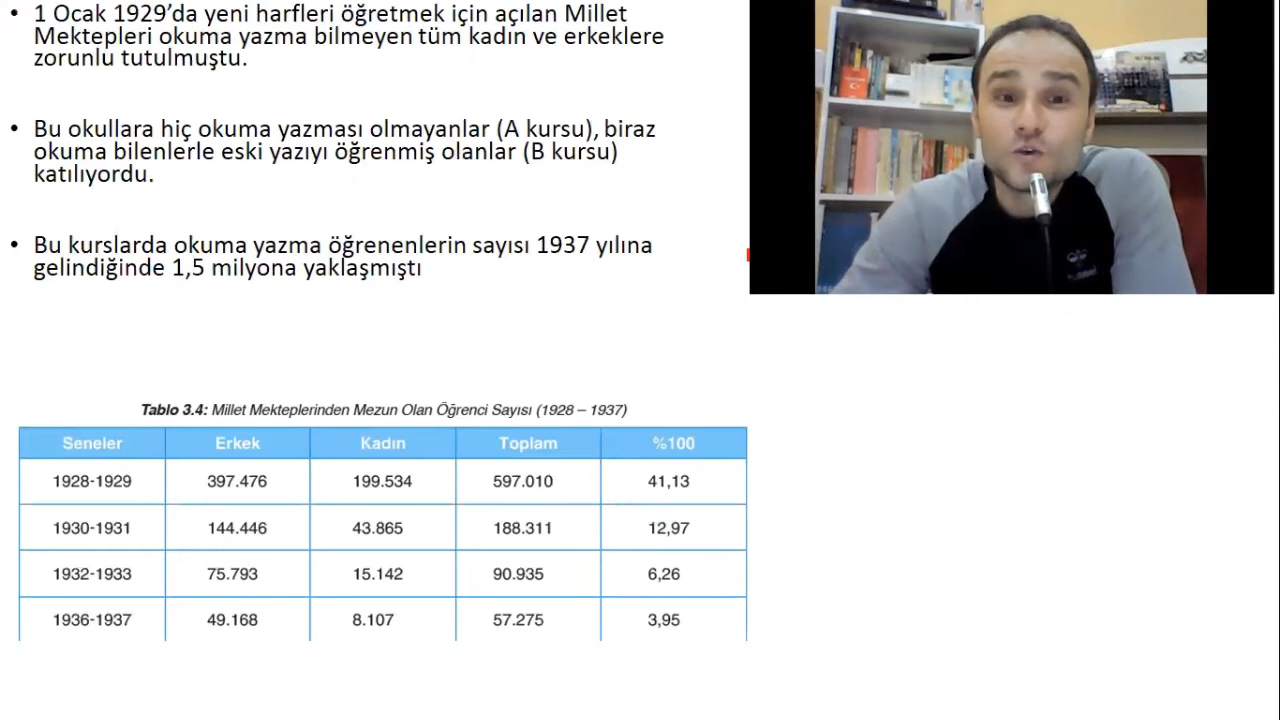 • 1 Ocak 1929’da yeni harfleri öğretmek için açılan Millet
Mektepleri okuma yazma bilmeyen tüm kadın ve erkeklere
zorunlu tutulmuştu.
• Bu okullara hiç okuma yazması olmayanlar (A kursu), biraz
okuma bilenlerle eski yazıyı öğrenmiş olanlar (B kursu)
katılıyordu.
• Bu kurslarda okuma yazma öğrenenlerin sayısı 1937 yılına
gelindiğinde 1,5 milyona yaklaşmıştı
Tablo 3.4: Millet Mekteplerinden Mezun Olan Öğrenci Sayısı (1928 – 1937)
Seneler Erkek Kadın Toplam %100
1928-1929 397.476 199.534 597.010 41,13
1930-1931 144.446 43.865 188.311 12,97
1932-1933 75.793 15.142 90.935 6,26
1936-1937 49.168 8.107 57.275 3,95